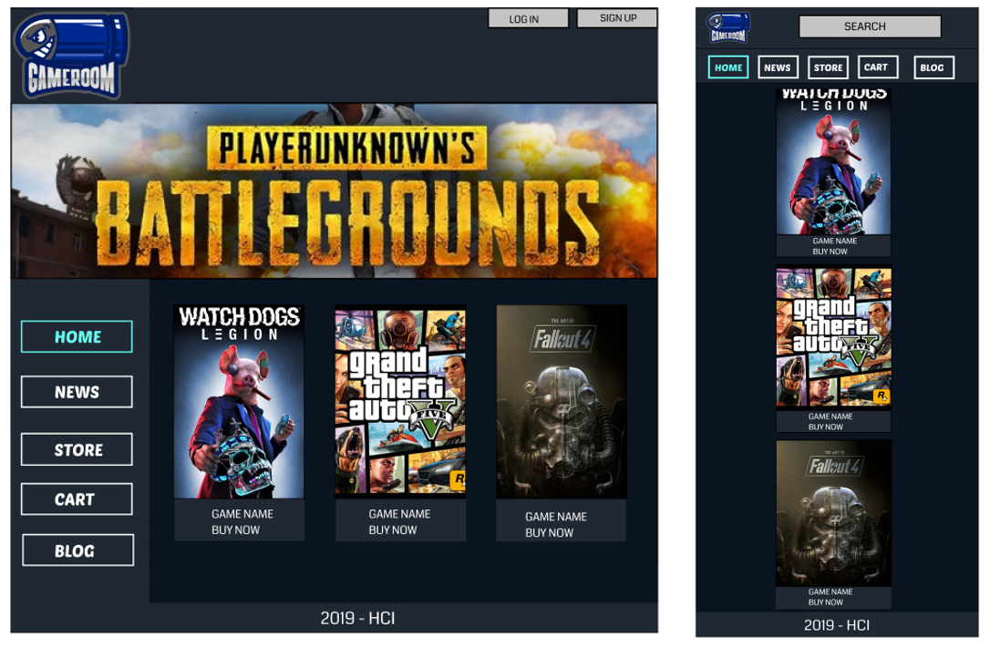 LOG IN
SIGN UP
GAMEROOM
PLAYERUNKNOWN'S
BATTLEGROUNDS
HOME
NEWS
STORE
CART
BLOG
WATCH DOGS
LEGION
GAME NAME
BUY NOW
grand
theft
auto
FIVE
R
GAME NAME
BUY NOW
THE ART OF
Fallout 4
GAME NAME
BUY NOW
2019 - HCI
GAMEROOM
SEARCH
HOME
NEWS
STORE
CART
BLOG
WATCH DOGS
LEGION
GAME NAME
BUY NOW
grand
theft
auto
FIVE
R
GAME NAME
BUY NOW
THE ART OF
Fallout 4
GAME NAME
BUY NOW
2019 - HCI